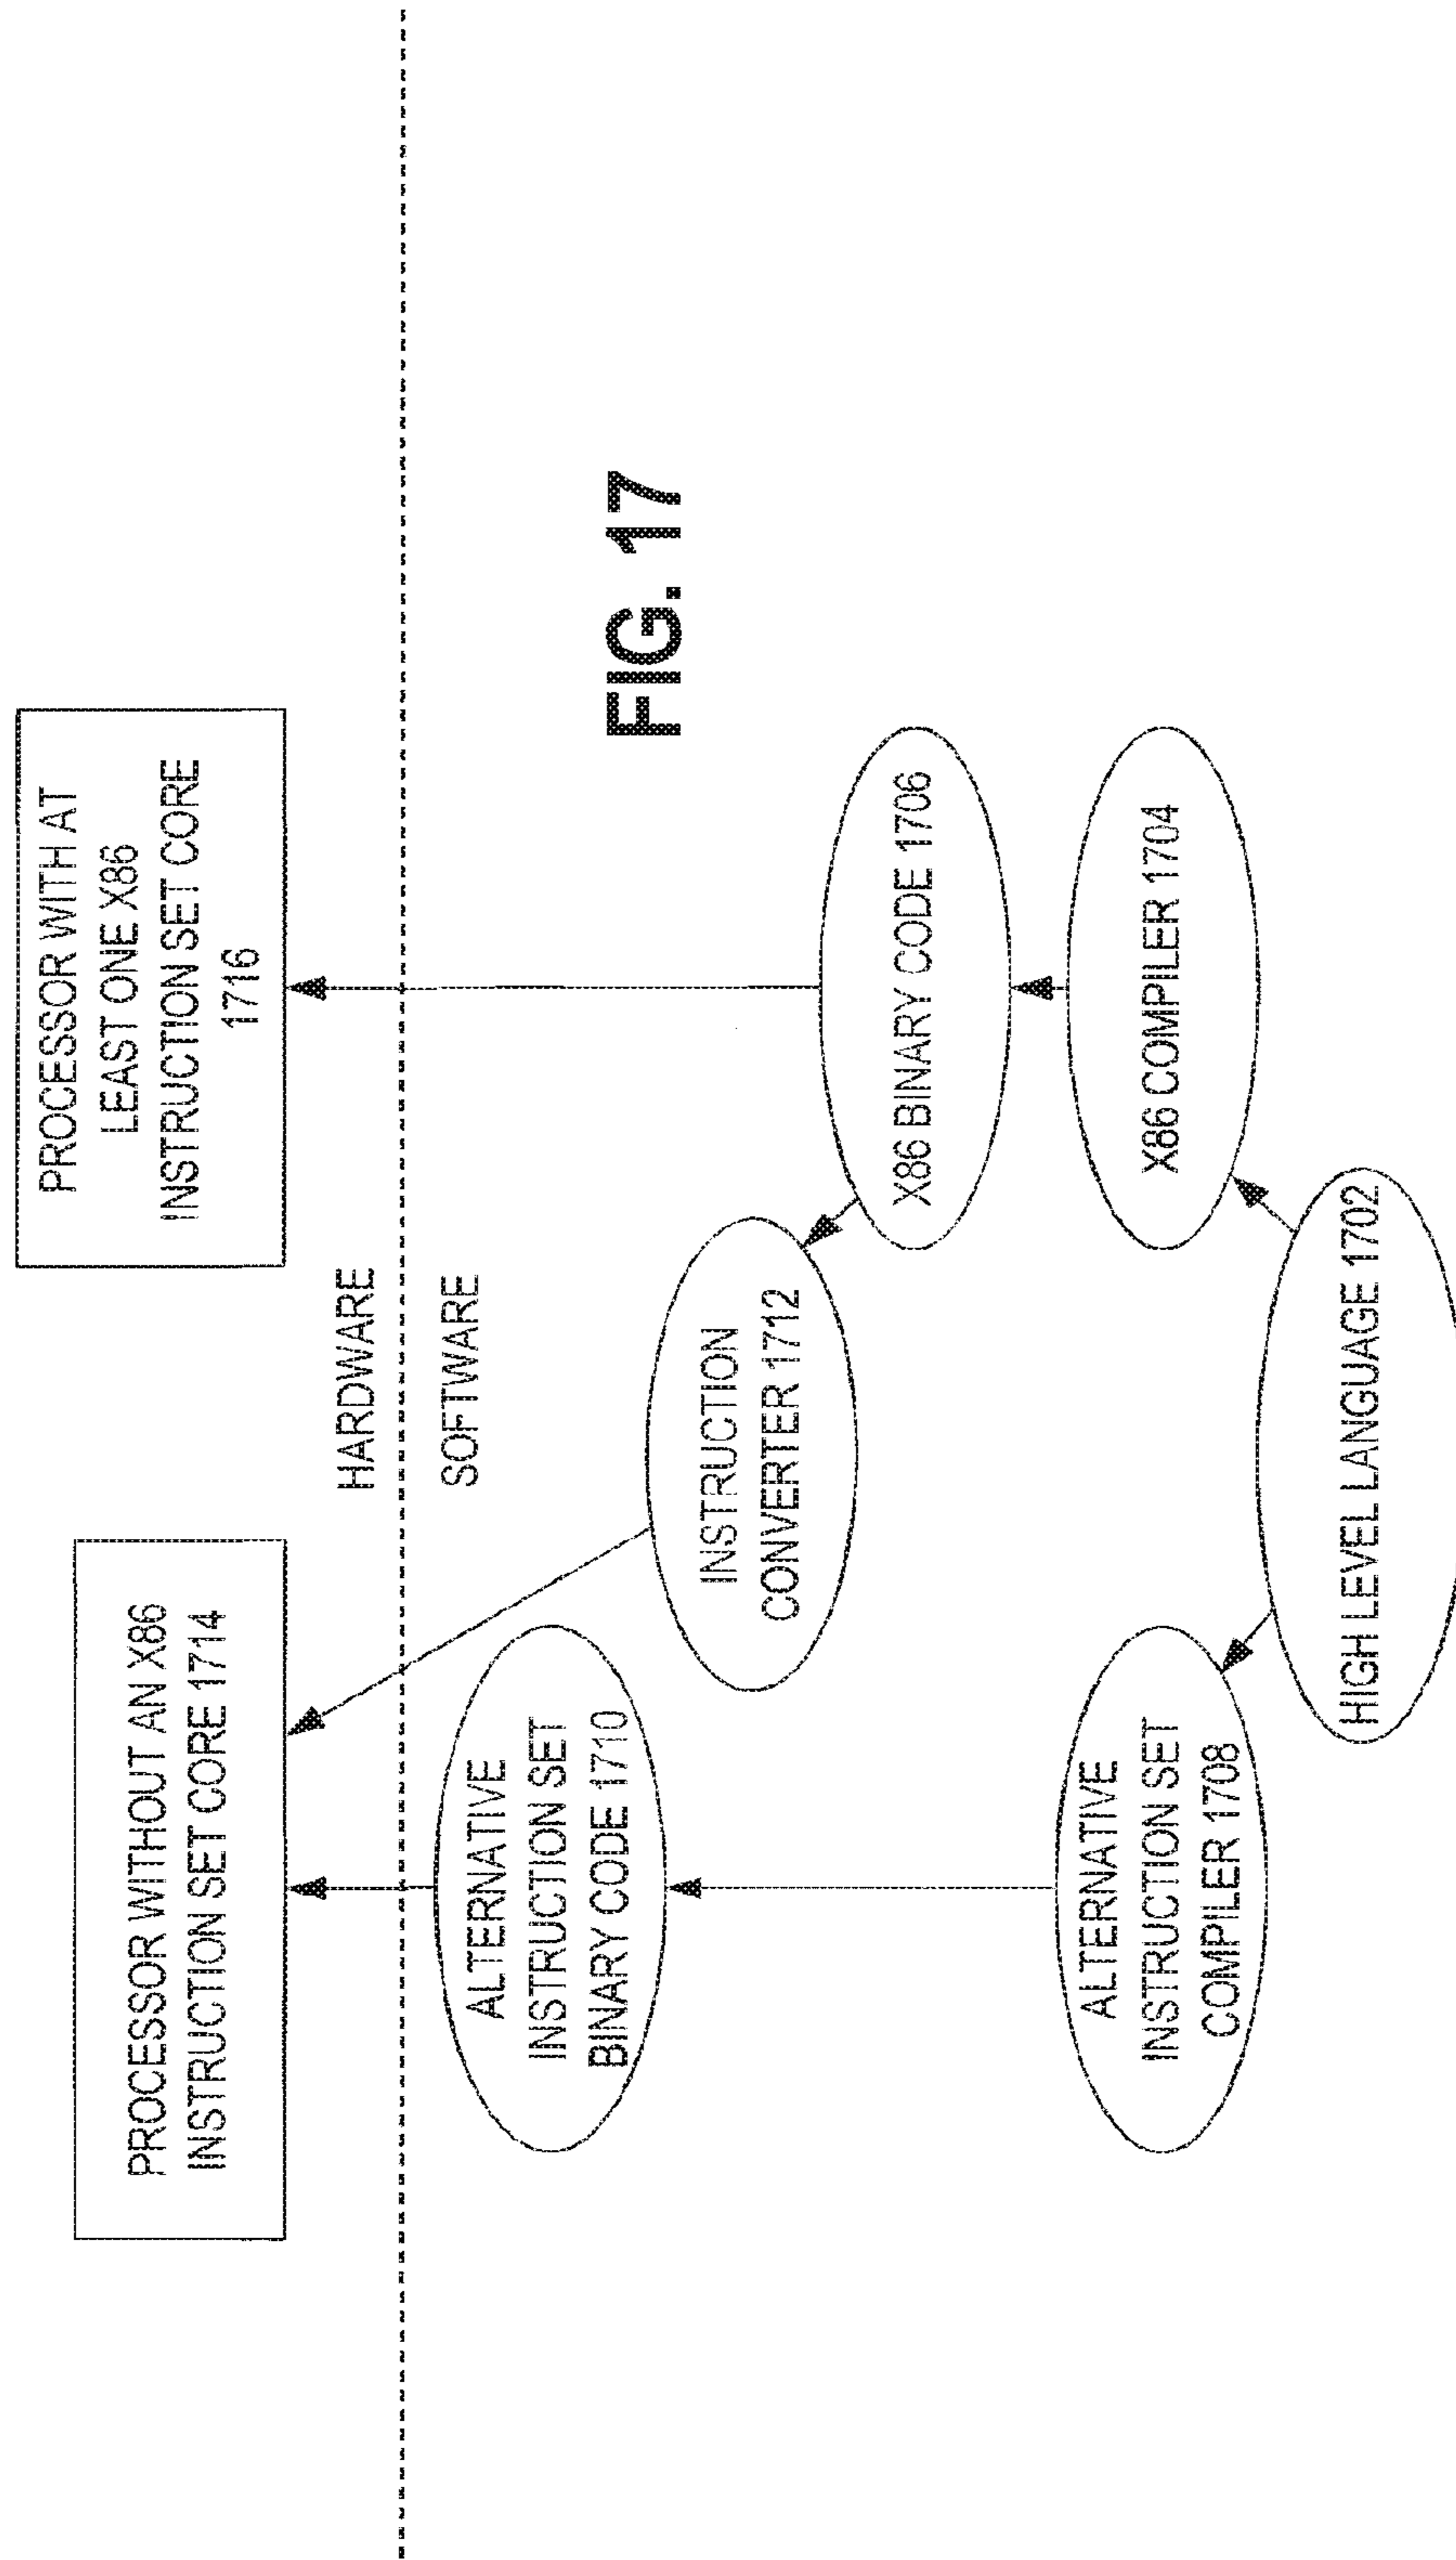 PROCESSOR WITHOUT AN X86
INSTRUCTION SET CORE 1714
PROCESSOR WITH AT
LEAST ONE X86
INSTRUCTION SET CORE
1716
HARDWARE
SOFTWARE
ALTERNATIVE
INSTRUCTION SET
BINARY CODE 1710
INSTRUCTION
CONVERTER 1712
FIG. 17
X86 BINARY CODE 1706
ALTERNATIVE
INSTRUCTION SET
COMPILER 1708
X86 COMPILER 1704
HIGH LEVEL LANGUAGE 1702